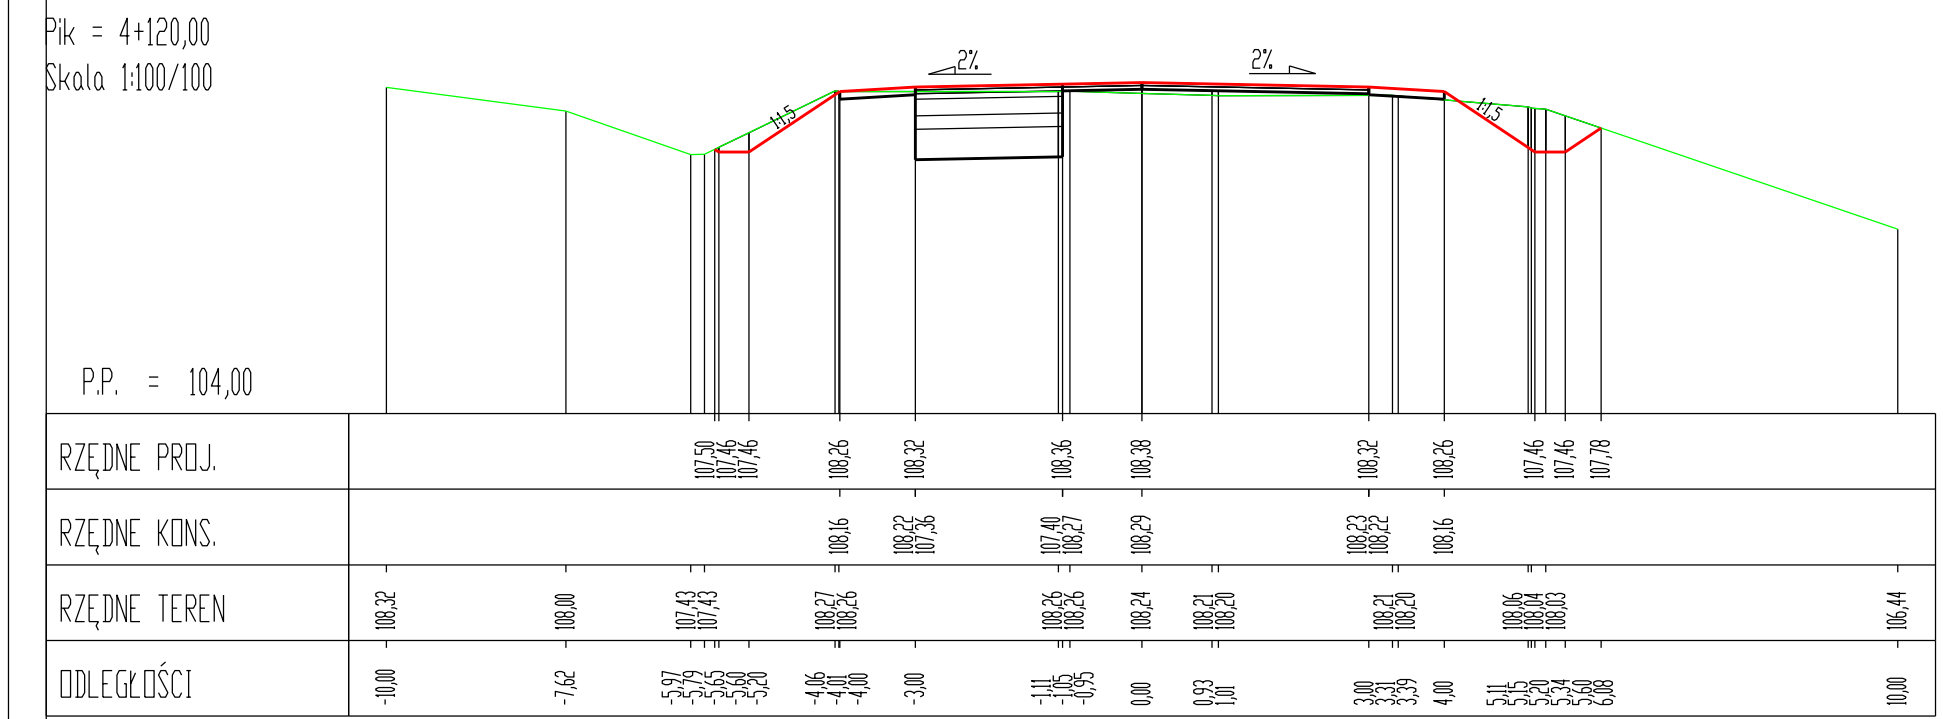 Pik = 4+120,00
Skala 1:100/100
2% 2%
1:1,5 1:1,5
P.P. = 104,00
RZĘDNE PROJ. 107,50 107,46 107,46 108,26 108,32 108,36 108,38 108,32 108,26 107,46 107,46 107,78
RZĘDNE KONS. 108,16 108,22 107,36 107,40 108,27 108,29 108,23 108,22 108,16
RZĘDNE TEREN 108,32 108,00 107,43 107,43 108,27 108,26 108,26 108,26 108,24 108,21 108,20 108,21 108,20 108,06 108,04 108,03 106,44
ODLEGŁOŚCI -10,00 -7,62 -5,97 -5,79 -5,65 -5,60 -5,20 -4,06 -4,01 -4,00 -3,00 -1,11 -1,05 -0,95 0,00 0,93 1,01 3,00 3,31 3,39 4,00 5,11 5,15 5,20 5,34 5,60 6,08 10,00